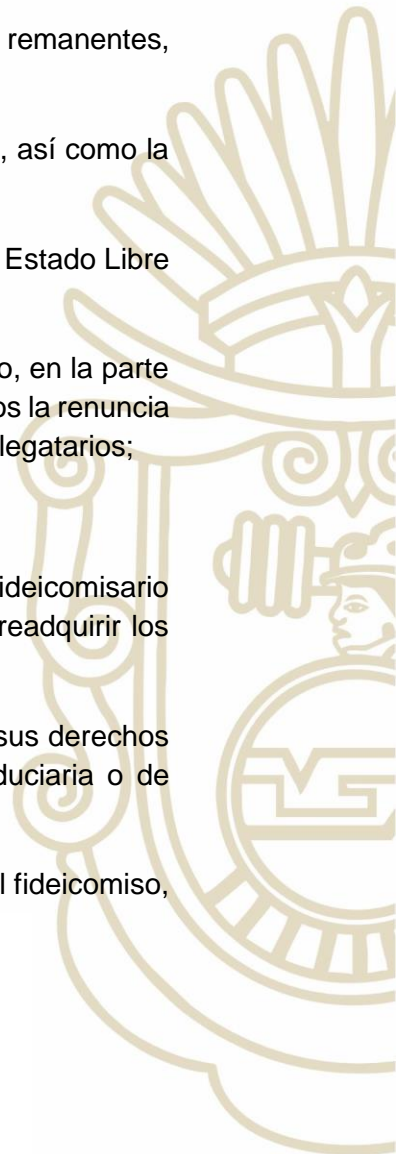 remanentes,
, así como la
Estado Libre
o, en la parte
os la renuncia
legatarios;
ideicomisario
readquirir los
sus derechos
duciaria o de
l fideicomiso,